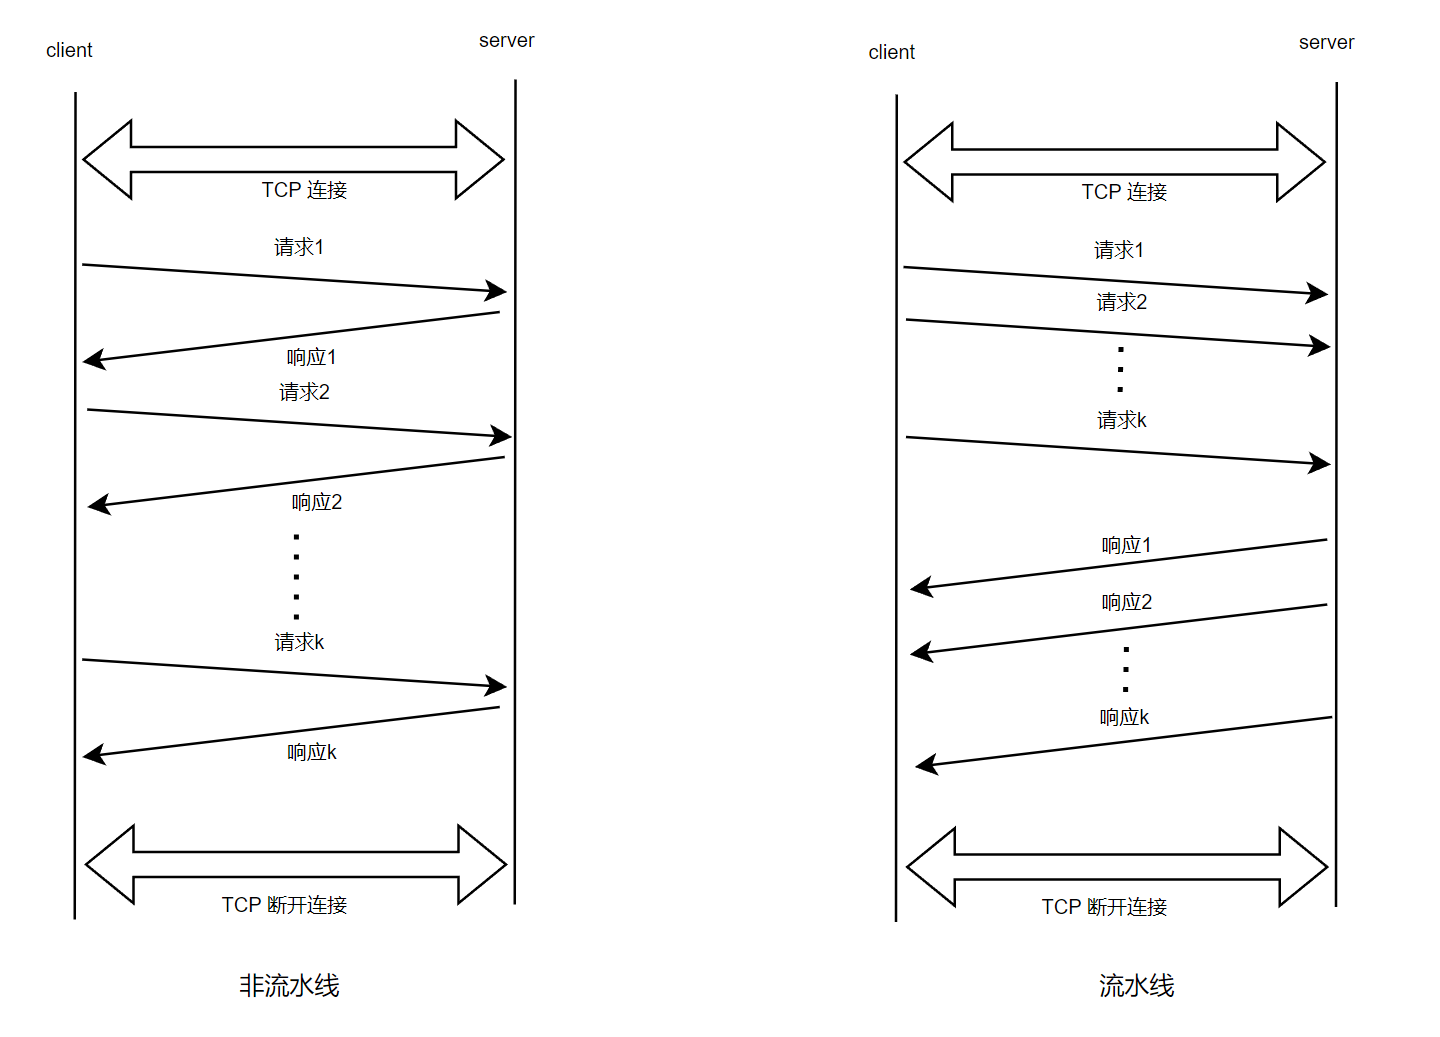 client
server
TCP 连接
请求1
响应1
请求2
响应2
请求k
响应k
TCP 断开连接
非流水线
client
server
TCP 连接
请求1
请求2
请求k
响应1
响应2
响应k
TCP 断开连接
流水线